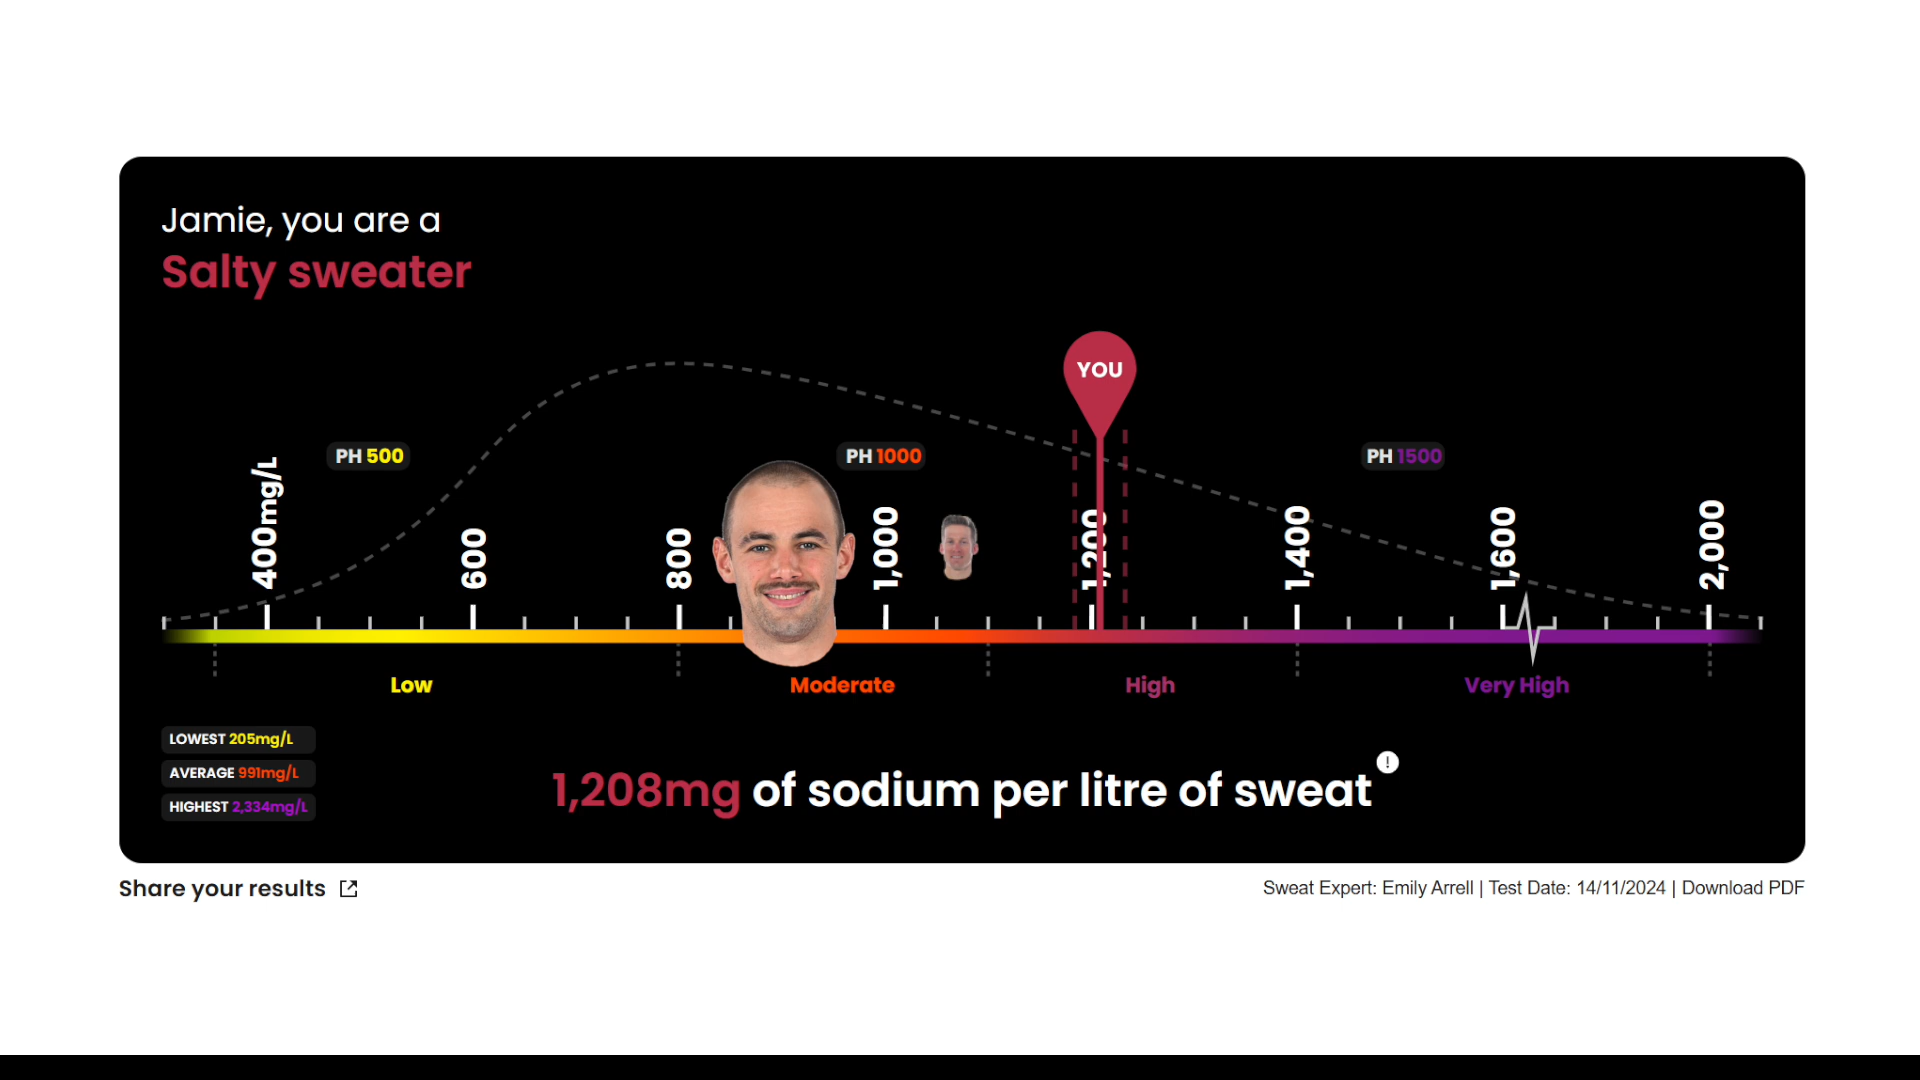 Jamie, you are a
Salty sweater
YOU
PH 500
PH 1000
PH 1500
400mg/L
600
800
1,000
1,200
1,400
1,600
2,000
Low
Moderate
High
Very High
LOWEST 205mg/L
AVERAGE 991mg/L
HIGHEST 2,334mg/L
1,208mg of sodium per litre of sweat !
Share your results
Sweat Expert: Emily Arrell | Test Date: 14/11/2024 | Download PDF